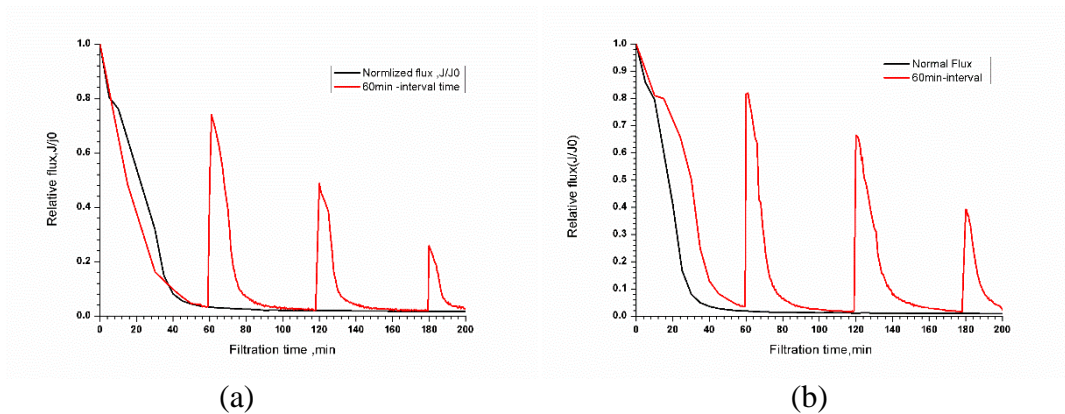 Normlized flux ,J/J0
60min -interval time
Relative flux,J/j0
1.0
0.8
0.6
0.4
0.2
0.0
0 20 40 60 80 100 120 140 160 180 200
Filtration time ,min
(a)
Normal Flux
60min-interval
Relative flux(J/J0)
1.0
0.9
0.8
0.7
0.6
0.5
0.4
0.3
0.2
0.1
0.0
0 20 40 60 80 100 120 140 160 180 200
Filtration time,min
(b)